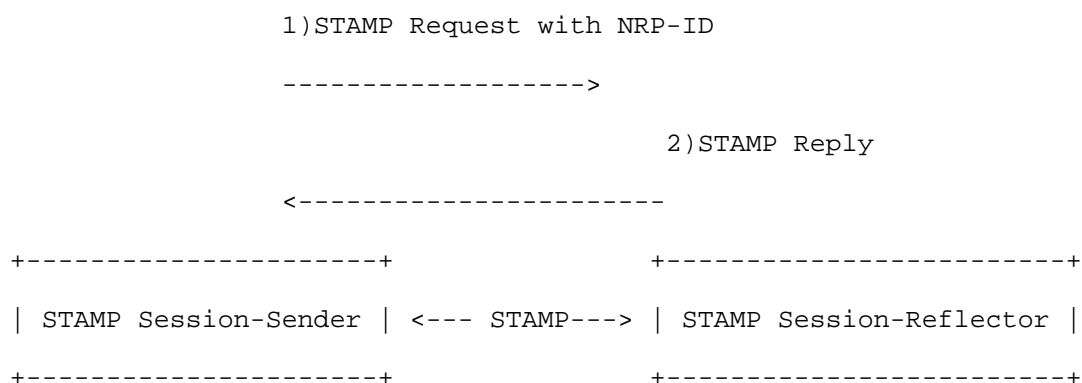 1)STAMP Request with NRP-ID
------------------->
2)STAMP Reply
<-----------------------
+----------------------+ +-------------------------+
| STAMP Session-Sender | <--- STAMP---> | STAMP Session-Reflector |
+----------------------+ +-------------------------+